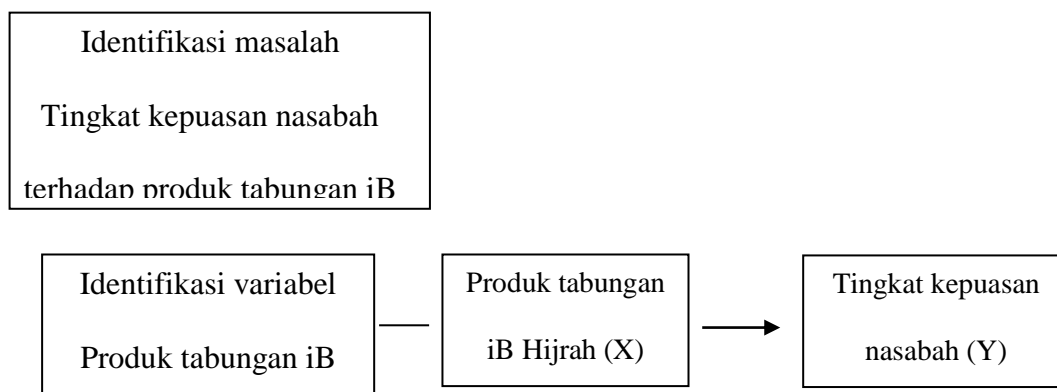 Identifikasi masalah
Tingkat kepuasan nasabah
terhadap produk tabungan iB
Identifikasi variabel
Produk tabungan iB
Produk tabungan
iB Hijrah (X)
Tingkat kepuasan
nasabah (Y)